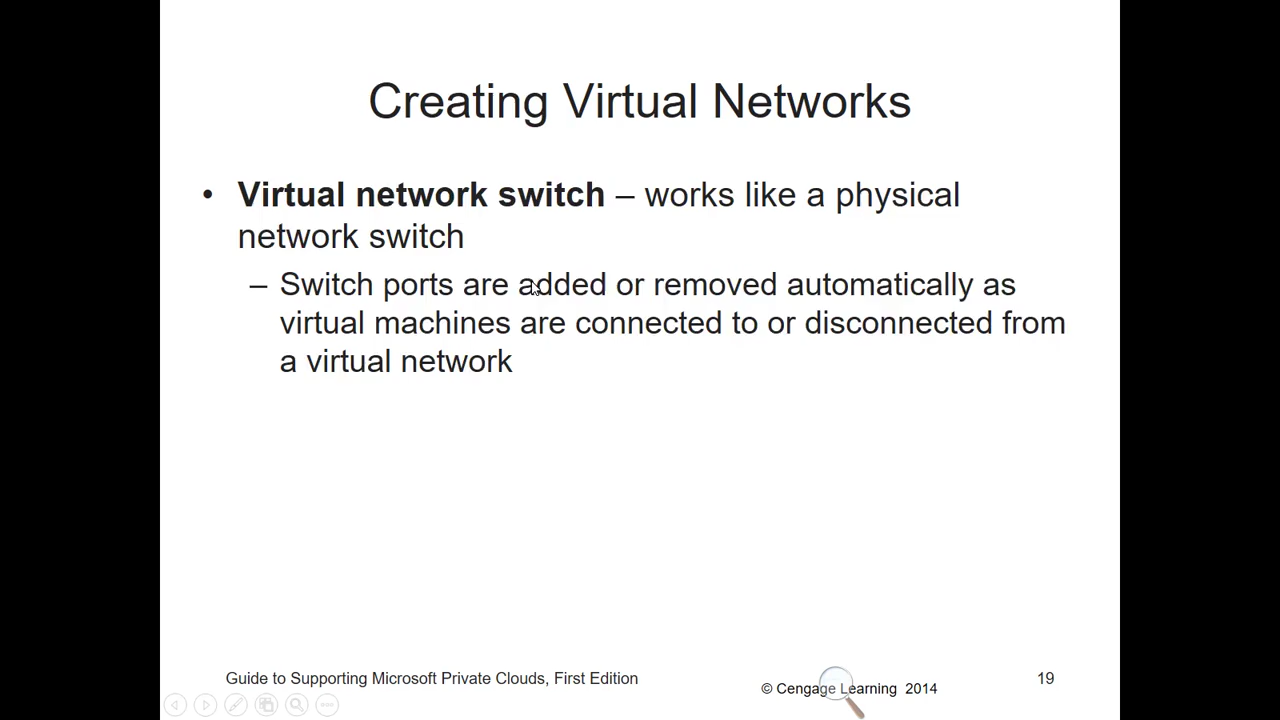 Creating Virtual Networks
• Virtual network switch – works like a physical
network switch
– Switch ports are added or removed automatically as
virtual machines are connected to or disconnected from
a virtual network
Guide to Supporting Microsoft Private Clouds, First Edition
© Cengage Learning 2014
19